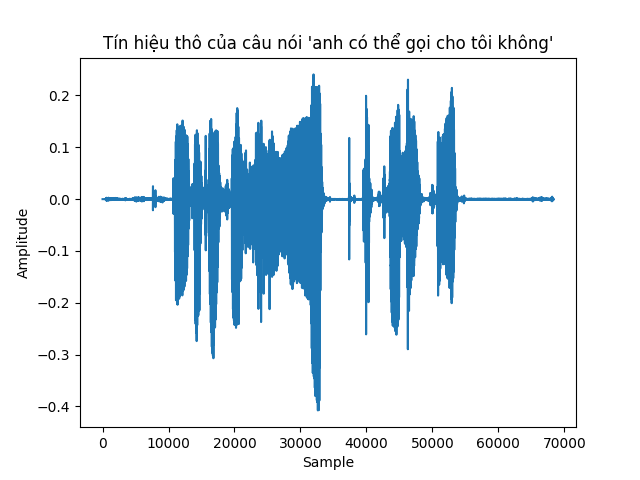 Tín hiệu thô của câu nói 'anh có thể gọi cho tôi không'
0.2
0.1
0.0
−0.1
−0.2
−0.3
−0.4
Amplitude
0 10000 20000 30000 40000 50000 60000 70000
Sample